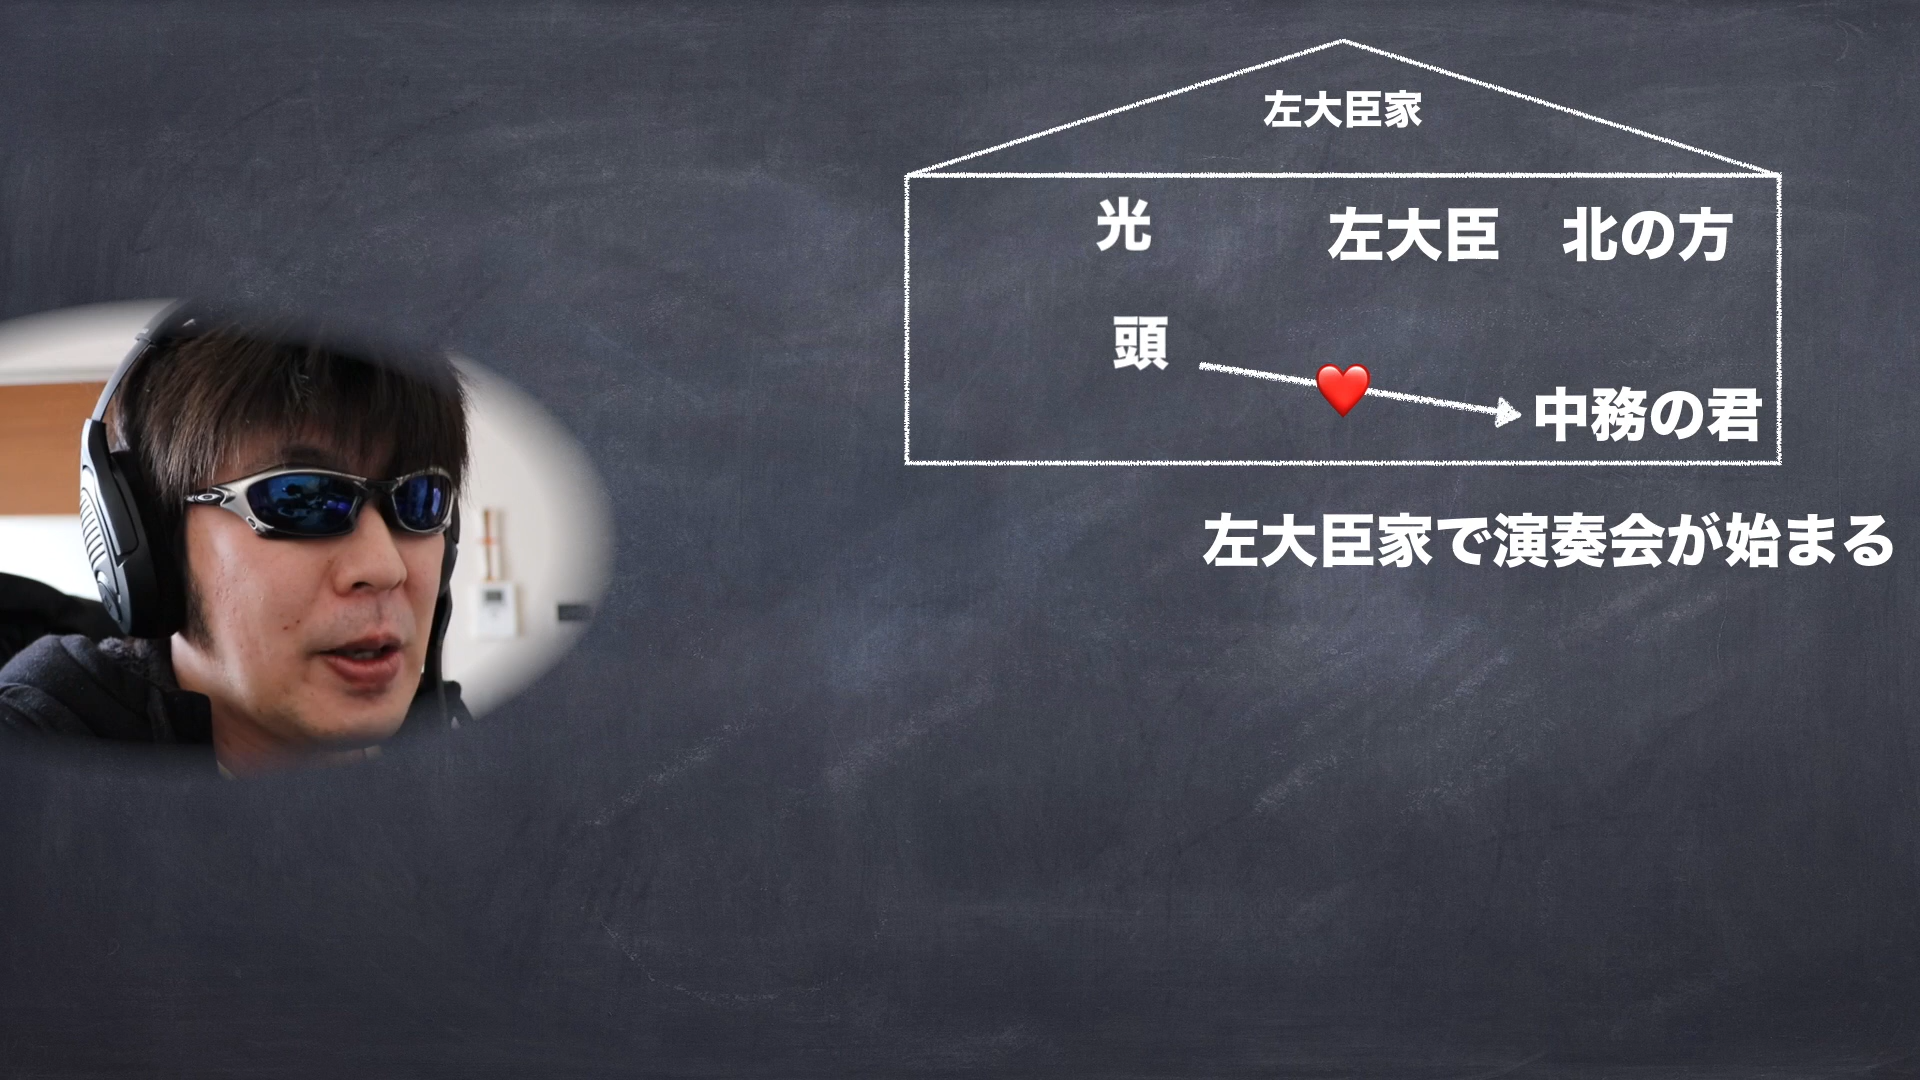 左大臣家
光　左大臣　北の方
頭
中務の君
左大臣家で演奏会が始まる